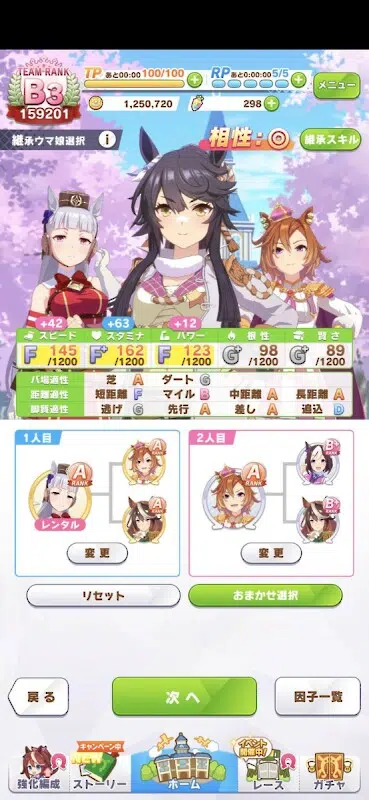 TEAM RANK
B3
159201
TP あと00:00 100/100
RP あと0:00:00 5/5
メニュー
1,250,720
298
継承ウマ娘選択 i
相性:◎
継承スキル
+42 +63 +12
スピード スタミナ パワー 根性 賢さ
F 145/1200 F+ 162/1200 F 123/1200 G+ 98/1200 G+ 89/1200
バ場適性 芝 A ダート G
距離適性 短距離 F マイル B 中距離 A 長距離 A
脚質適性 逃げ G 先行 A 差し A 追込 D
1人目
A RANK
A RANK
A RANK
レンタル
変更
2人目
A RANK
B+ RANK
B+ RANK
変更
リセット
おまかせ選択
戻る
次へ
因子一覧
強化編成
キャンペーン中!
NEW
ストーリー
ホーム
イベント開催中!
レース
ガチャ